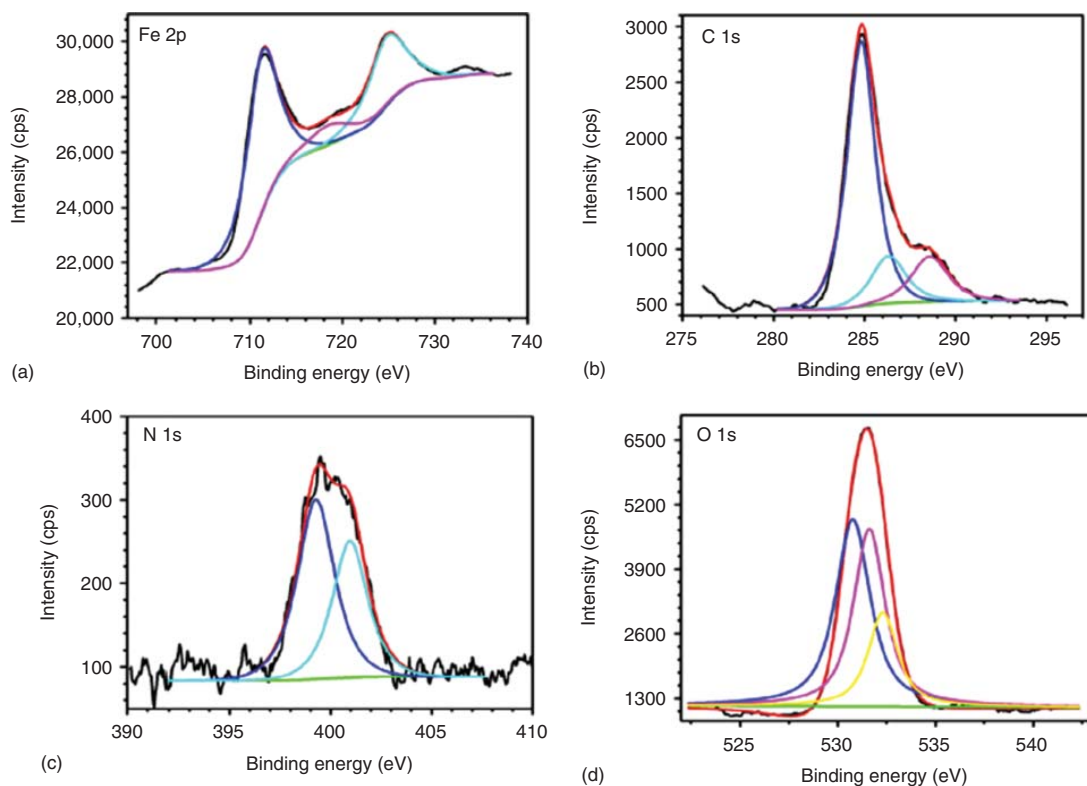 Fe 2p
Intensity (cps)
30,000
28,000
26,000
24,000
22,000
20,000
700
710
720
730
740
(a)
Binding energy (eV)
C 1s
Intensity (cps)
3000
2500
2000
1500
1000
500
275
280
285
290
295
(b)
Binding energy (eV)
N 1s
Intensity (cps)
400
300
200
100
390
395
400
405
410
(c)
Binding energy (eV)
O 1s
Intensity (cps)
6500
5200
3900
2600
1300
525
530
535
540
(d)
Binding energy (eV)